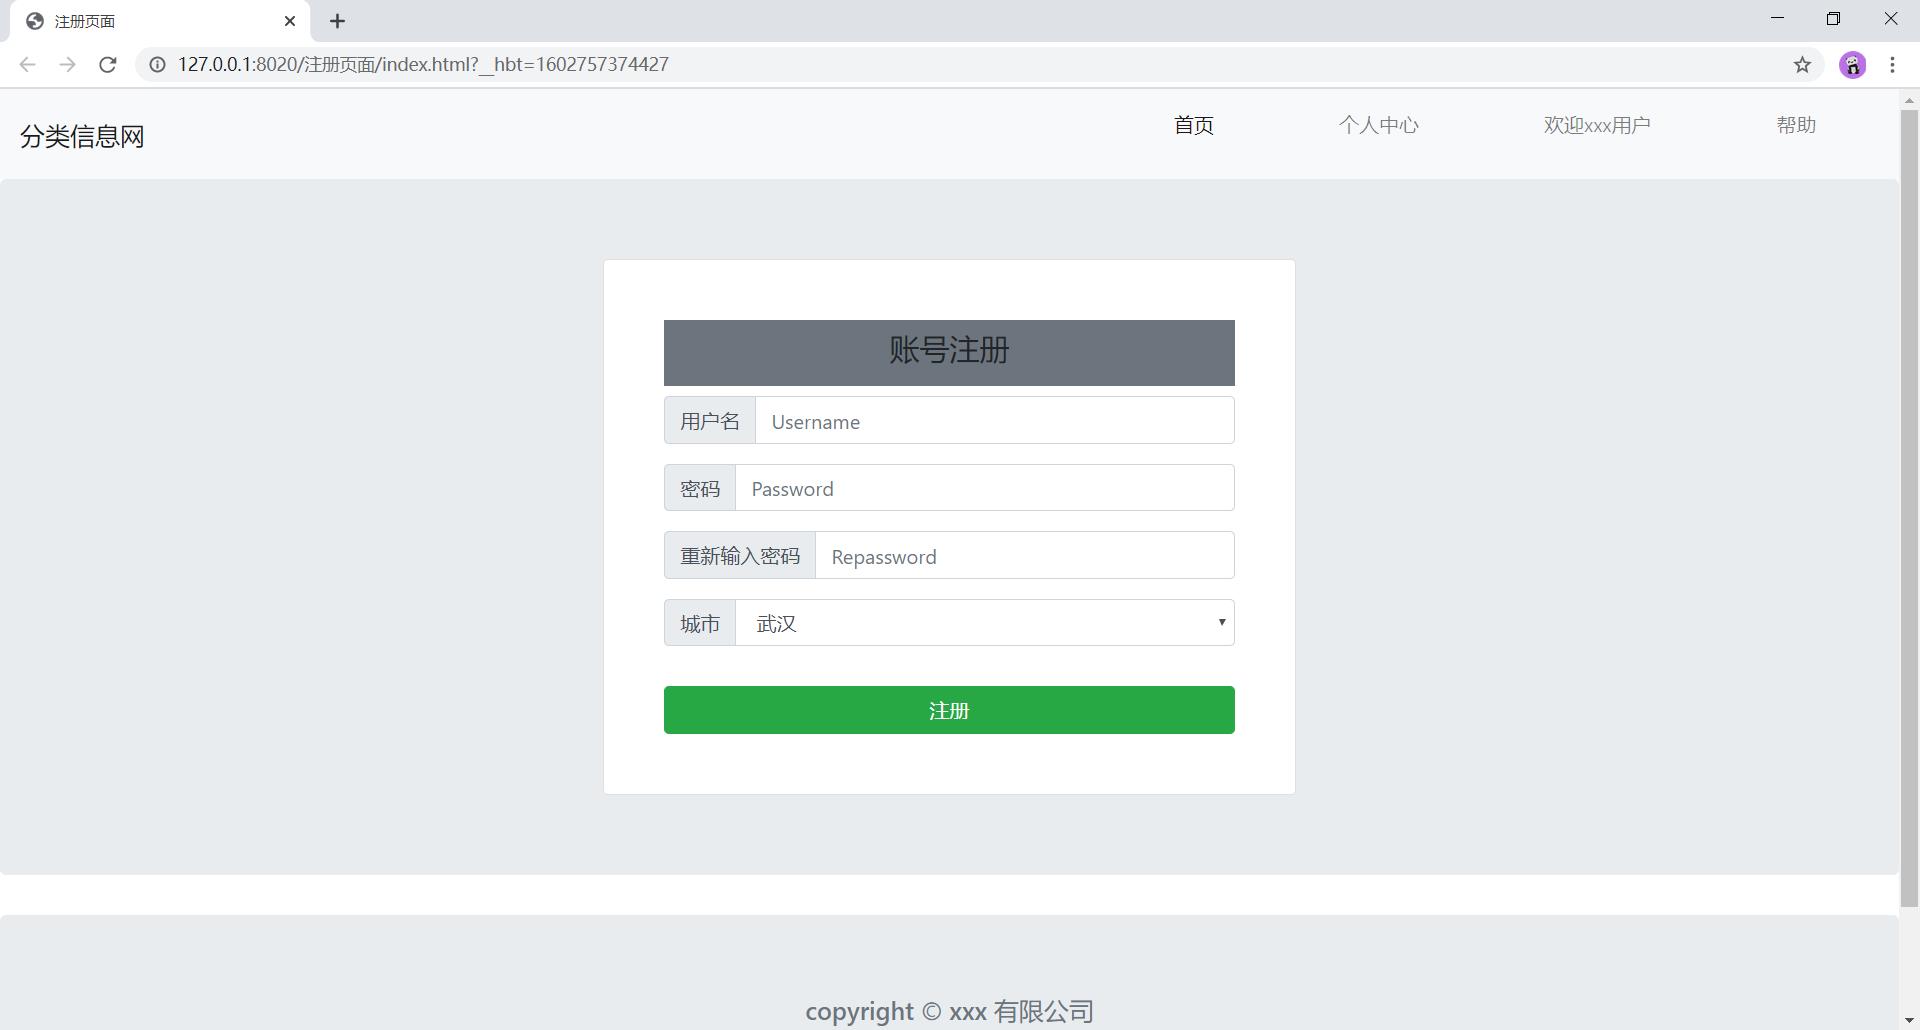 注册页面
127.0.0.1:8020/注册页面/index.html?__hbt=1602757374427
分类信息网
首页
个人中心
欢迎xxx用户
帮助
账号注册
用户名 Username
密码 Password
重新输入密码 Repassword
城市 武汉
注册
copyright © xxx 有限公司